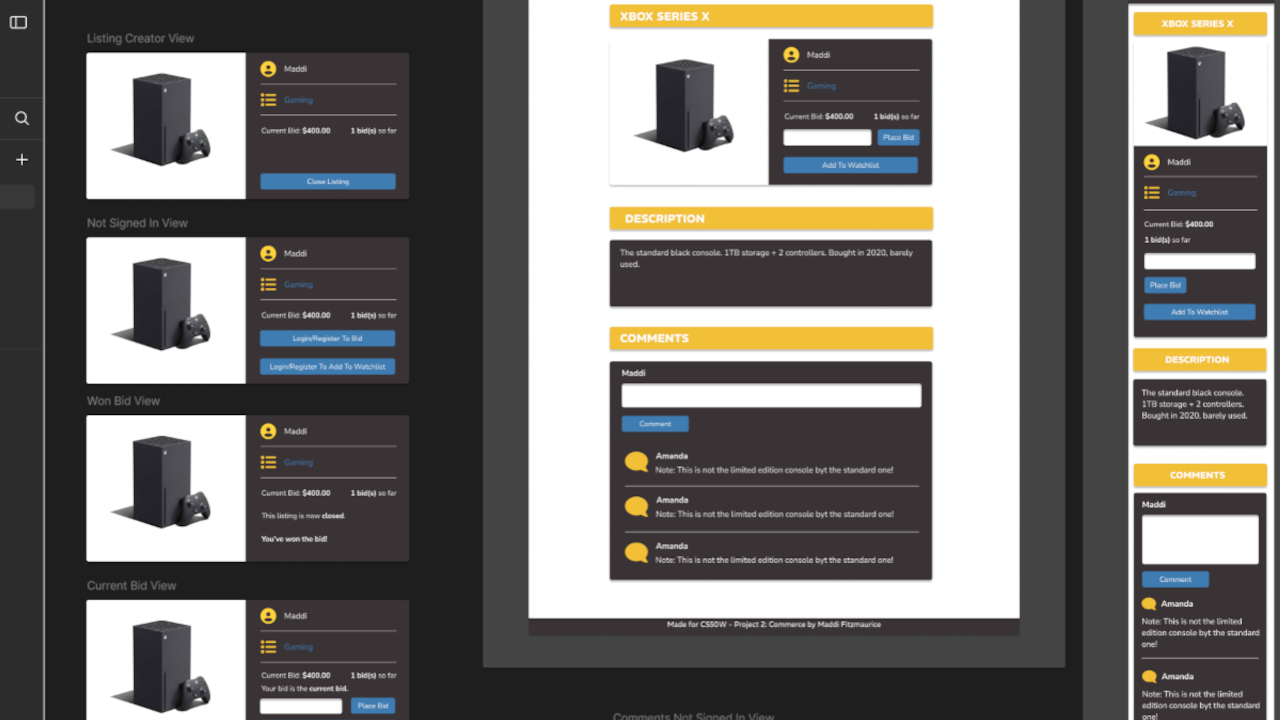 Listing Creator View
Maddi
Gaming
Current Bid: $400.00 1 bid(s) so far
Close Listing
Not Signed In View
Maddi
Gaming
Current Bid: $400.00 1 bid(s) so far
Login/Register To Bid
Login/Register To Add To Watchlist
Won Bid View
Maddi
Gaming
Current Bid: $400.00 1 bid(s) so far
This listing is now closed.
You've won the bid!
Current Bid View
Maddi
Gaming
Current Bid: $400.00 1 bid(s) so far
Your bid is the current bid.
Place Bid
XBOX SERIES X
Maddi
Gaming
Current Bid: $400.00 1 bid(s) so far
Place Bid
Add To Watchlist
DESCRIPTION
The standard black console. 1TB storage + 2 controllers. Bought in 2020, barely
used.
COMMENTS
Maddi
Comment
Amanda
Note: This is not the limited edition console byt the standard one!
Amanda
Note: This is not the limited edition console byt the standard one!
Amanda
Note: This is not the limited edition console byt the standard one!
Made for CS50W - Project 2: Commerce by Maddi Fitzmaurice
Comments Not Signed In View
XBOX SERIES X
Maddi
Gaming
Current Bid: $400.00
1 bid(s) so far
Place Bid
Add To Watchlist
DESCRIPTION
The standard black console.
1TB storage + 2 controllers.
Bought in 2020, barely used.
COMMENTS
Maddi
Comment
Amanda
Note: This is not the limited
edition console byt the standard
one!
Amanda
Note: This is not the limited
edition console byt the standard
one!